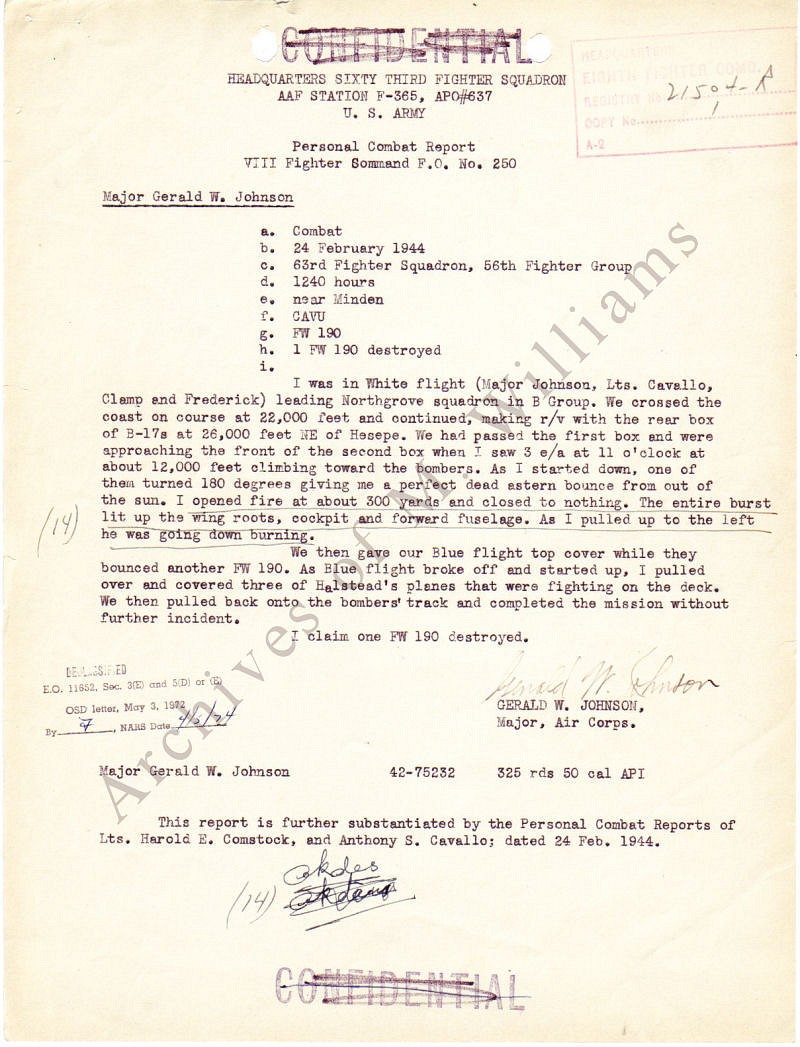 CONFIDENTIAL
HEADQUARTERS SIXTY THIRD FIGHTER SQUADRON
AAF STATION F-365, APO#637
U. S. ARMY
HEADQUARTERS
EIGHTH FIGHTER COMD.
REGISTRY No. 21504-A
COPY No. 1
A-2
Personal Combat Report
VIII Fighter Sommand F.O. No. 250
Major Gerald W. Johnson
a. Combat
b. 24 February 1944
c. 63rd Fighter Squadron, 56th Fighter Group
d. 1240 hours
e. near Minden
f. CAVU
g. FW 190
h. 1 FW 190 destroyed
i.
I was in White flight (Major Johnson, Lts. Cavallo,
Clamp and Frederick) leading Northgrove squadron in B Group. We crossed the
coast on course at 22,000 feet and continued, making r/v with the rear box
of B-17s at 26,000 feet NE of Hesepe. We had passed the first box and were
approaching the front of the second box when I saw 3 e/a at 11 o'clock at
about 12,000 feet climbing toward the bombers. As I started down, one of
them turned 180 degrees giving me a perfect dead astern bounce from out of
the sun. I opened fire at about 300 yards and closed to nothing. The entire burst
lit up the wing roots, cockpit and forward fuselage. As I pulled up to the left
(14)
he was going down burning.
We then gave our Blue flight top cover while they
bounced another FW 190. As Blue flight broke off and started up, I pulled
over and covered three of Halstead's planes that were fighting on the deck.
We then pulled back onto the bombers' track and completed the mission without
further incident.
I claim one FW 190 destroyed.
DECLASSIFIED
E.O. 11652, Sec. 3(E) and 5(D) or (E)
OSD letter, May 3, 1972
By 7, NARS Date 4/5/74
Gerald W. Johnson
GERALD W. JOHNSON,
Major, Air Corps.
Major Gerald W. Johnson 42-75232 325 rds 50 cal API
This report is further substantiated by the Personal Combat Reports of
Lts. Harold E. Comstock, and Anthony S. Cavallo; dated 24 Feb. 1944.
(14)
CONFIDENTIAL
Archives of M. Williams